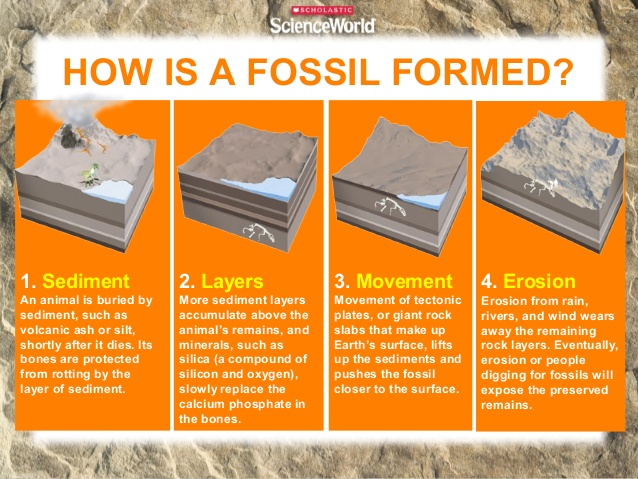 SCHOLASTIC
ScienceWorld
HOW IS A FOSSIL FORMED?
1. Sediment
An animal is buried by
sediment, such as
volcanic ash or silt,
shortly after it dies. Its
bones are protected
from rotting by the
layer of sediment.
2. Layers
More sediment layers
accumulate above the
animal's remains, and
minerals, such as
silica (a compound of
silicon and oxygen),
slowly replace the
calcium phosphate in
the bones.
3. Movement
Movement of tectonic
plates, or giant rock
slabs that make up
Earth's surface, lifts
up the sediments and
pushes the fossil
closer to the surface.
4. Erosion
Erosion from rain,
rivers, and wind wears
away the remaining
rock layers. Eventually,
erosion or people
digging for fossils will
expose the preserved
remains.